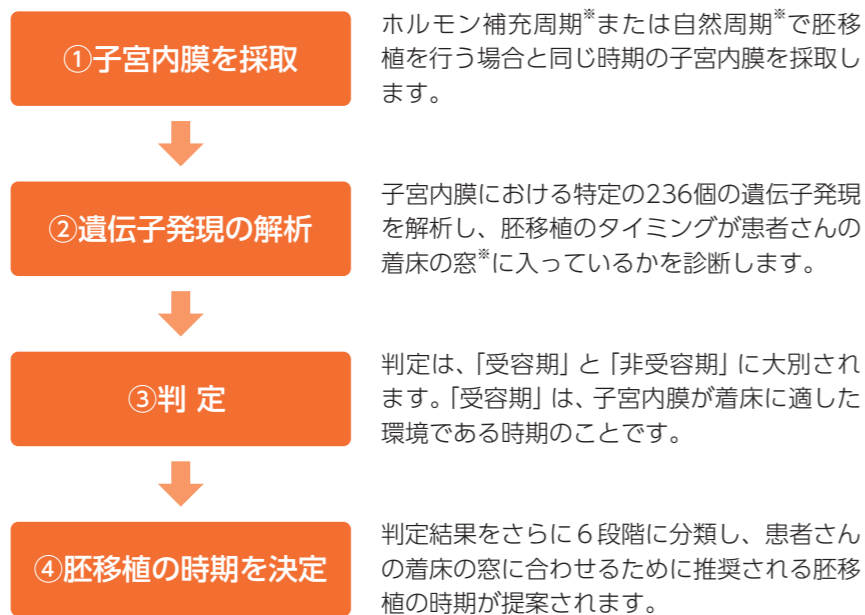 ①子宮内膜を採取
ホルモン補充周期※または自然周期※で胚移
植を行う場合と同じ時期の子宮内膜を採取し
ます。
②遺伝子発現の解析
子宮内膜における特定の236個の遺伝子発現
を解析し、胚移植のタイミングが患者さんの
着床の窓※に入っているかを診断します。
③判 定
判定は、「受容期」と「非受容期」に大別され
ます。「受容期」は、子宮内膜が着床に適した
環境である時期のことです。
④胚移植の時期を決定
判定結果をさらに６段階に分類し、患者さん
の着床の窓に合わせるために推奨される胚移
植の時期が提案されます。